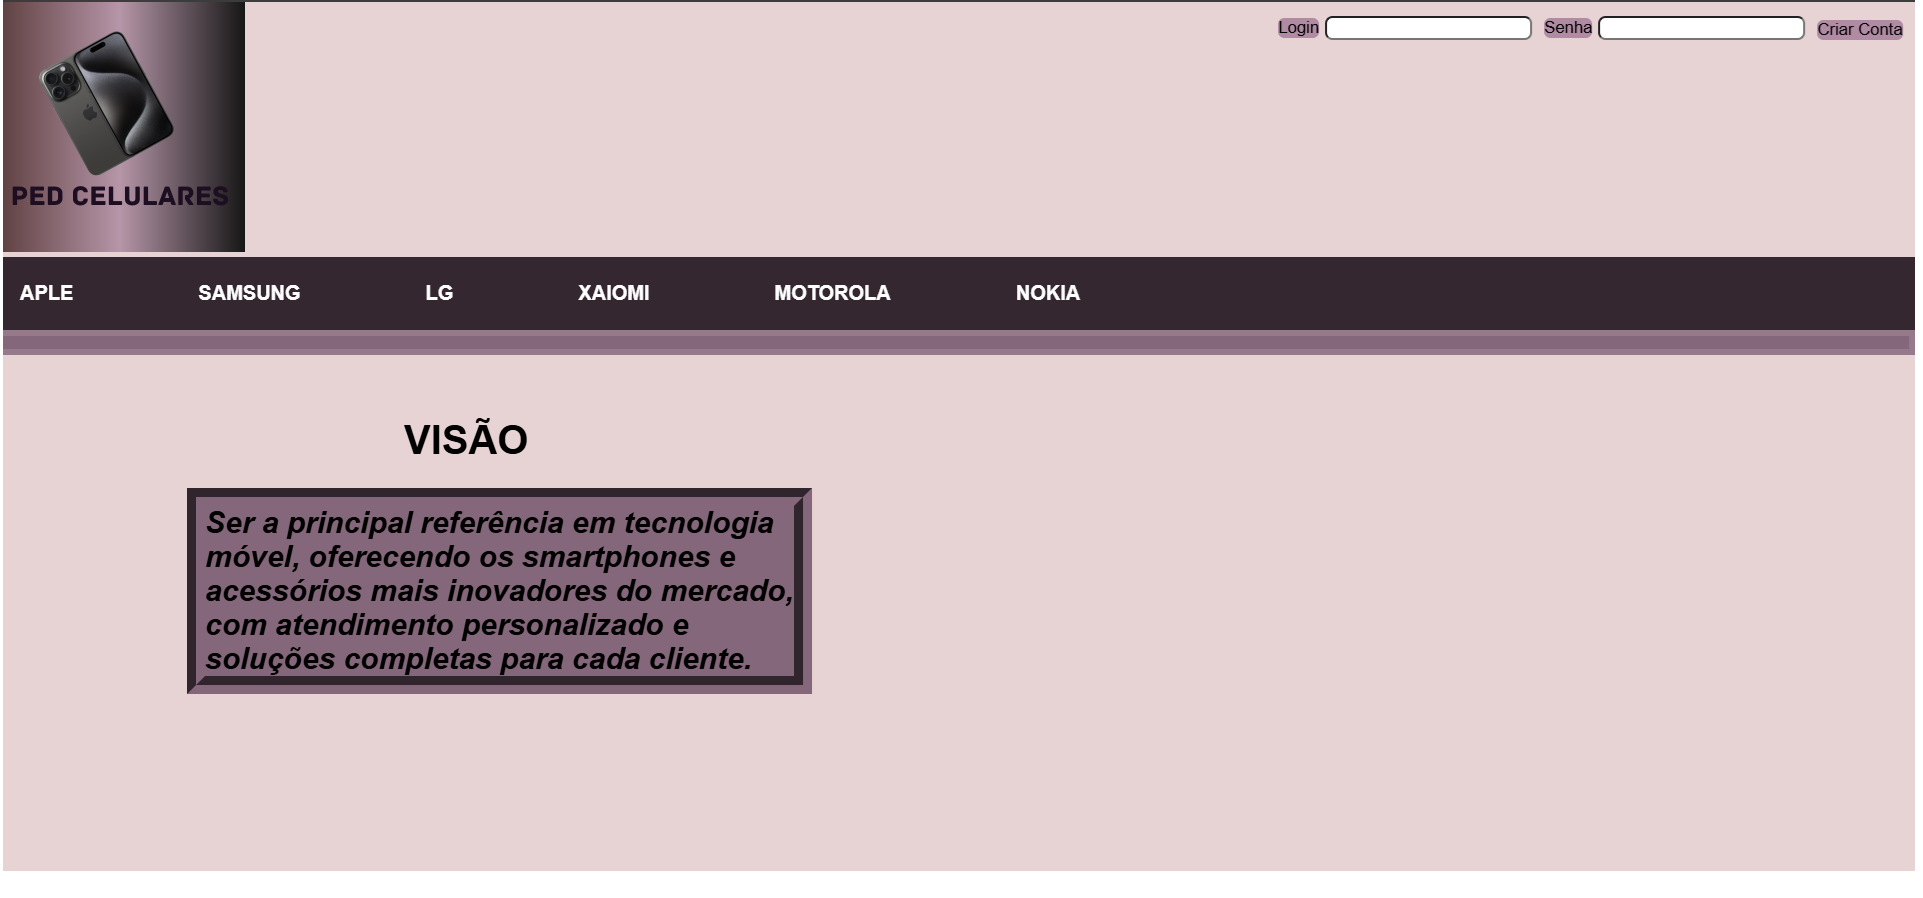 Login
Senha
Criar Conta
PED CELULARES
APLE SAMSUNG LG XAIOMI MOTOROLA NOKIA
VISÃO
Ser a principal referência em tecnologia
móvel, oferecendo os smartphones e
acessórios mais inovadores do mercado,
com atendimento personalizado e
soluções completas para cada cliente.